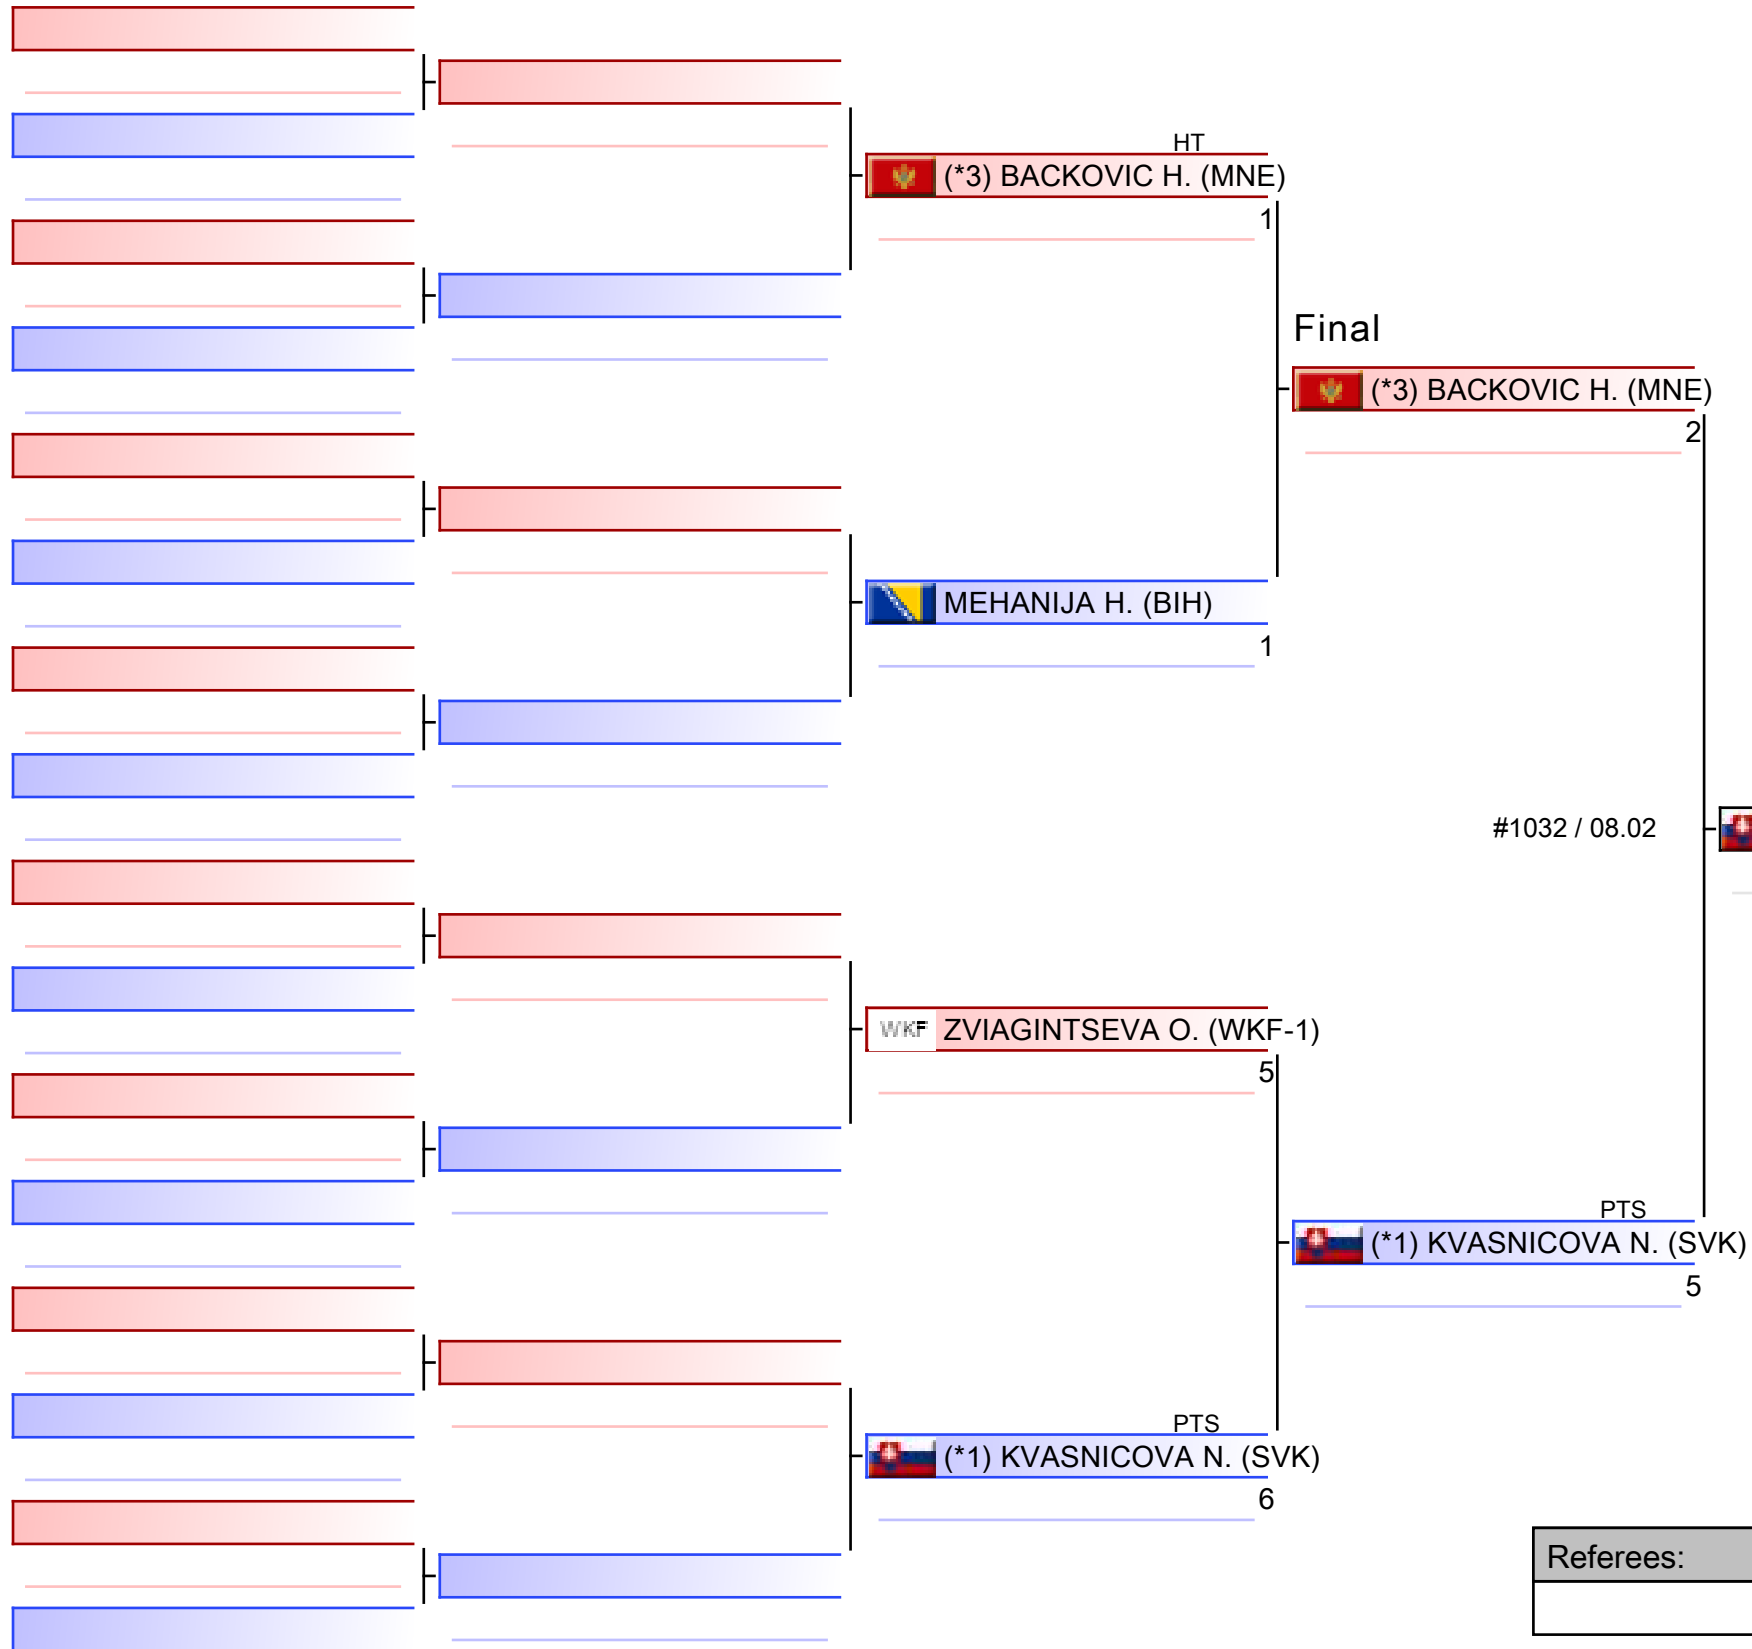 HT
(*3) BACKOVIC H. (MNE)
1
Final
(*3) BACKOVIC H. (MNE)
2
MEHANIJA H. (BIH)
1
#1032 / 08.02
WKF ZVIAGINTSEVA O. (WKF-1)
5
PTS
(*1) KVASNICOVA N. (SVK)
5
PTS
(*1) KVASNICOVA N. (SVK)
6
Referees: